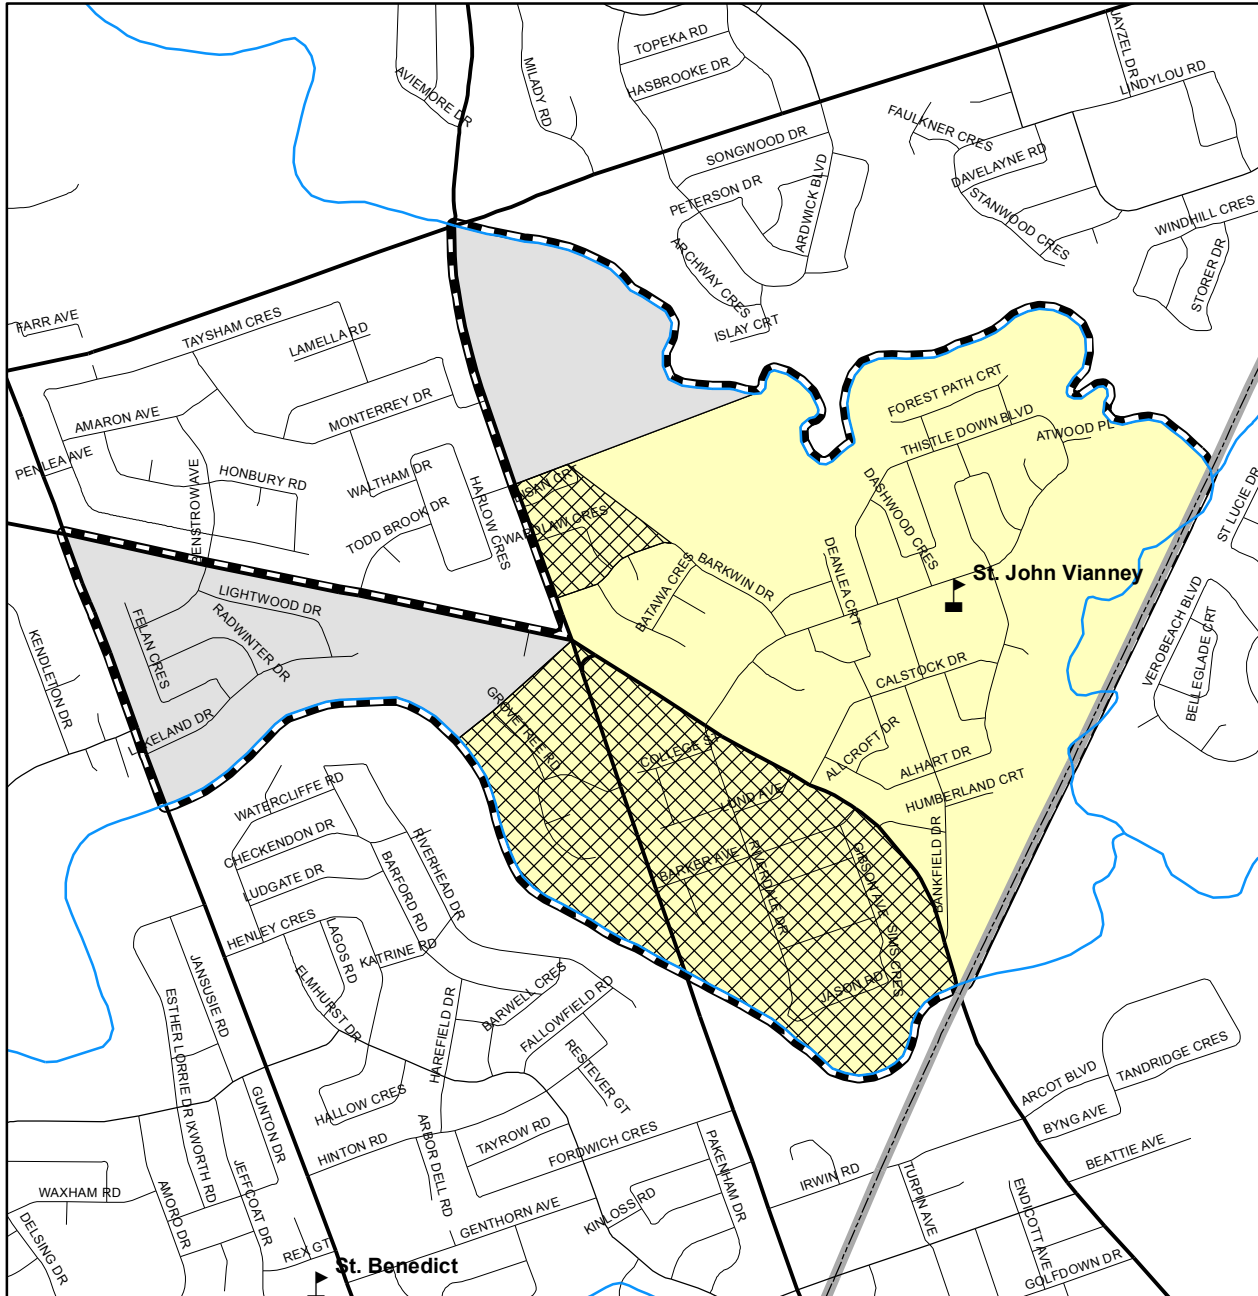 TOPEKA RD
HASBROOKE DR
JAYZEL DR
LINDYLOU RD
AVIEMORE DR
MILADY RD
FAULKNER CRES
SONGWOOD DR
DAVELAYNE RD
PETERSON DR
ARDWICK BLVD
STANWOOD CRES
WINDHILL CRES
ARCHWAY CRES
STORER DR
ISLAY CRT
FARR AVE
TAYSHAM CRES
LAMELLA RD
FOREST PATH CRT
AMARON AVE
MONTERREY DR
THISTLE DOWN BLVD
ATWOOD PL
PENLEA AVE
HONBURY RD
WALTHAM DR
HARLOW CRES
SUSAN CRT
WARDLAW CRES
DASHWOOD CRES
ST LUCIE DR
TODD BROOK DR
PENSTROW AVE
DEANLEA CRT
BARKWIN DR
BATAWA CRES
St. John Vianney
LIGHTWOOD DR
FELAN CRES
RADWINTER DR
KENDLETON DR
LAKELAND DR
VEROBEACH BLVD
BELLEGLADE CRT
CALSTOCK DR
GROVETREE RD
COLLEGE ST
ALLCROFT DR
ALHART DR
HUMBERLAND CRT
LUND AVE
WATERCLIFFE RD
CHECKENDON DR
RIVERHEAD DR
BARFORD RD
LUDGATE DR
BARKER AVE
RIVERDALE DR
GIBSON AVE
SIMS CRES
BANKFIELD DR
HENLEY CRES
LAGOS RD
KATRINE RD
JASON RD
JANSUSIE RD
ELMHURST DR
BARWELL CRES
FALLOWFIELD RD
HAREFIELD DR
ESTHER LORRIE DR
RESTEVER GT
TANDRIDGE CRES
ARCOT BLVD
GUNTON DR
HALLOW CRES
BYNG AVE
IXWORTH RD
HINTON RD
ARBOR DELL RD
TAYROW RD
FORDWICH CRES
PAKENHAM DR
BEATTIE AVE
JEFFCOAT DR
IRWIN RD
TURPIN AVE
WAXHAM RD
AMORO DR
GENTHORN AVE
KINLOSS RD
ENDICOTT AVE
DELSING DR
REX GT
St. Benedict
GOLFDOWN DR